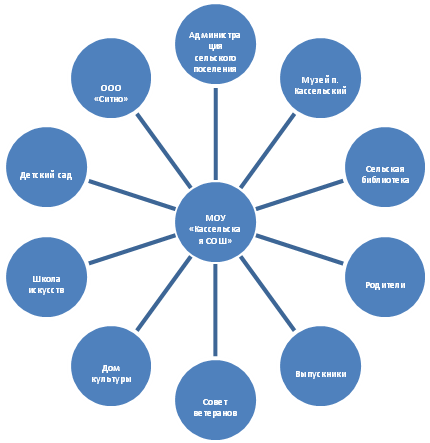 Администра
ция
сельского
поселения
Музей п.
Кассельский
Сельская
библиотека
Родители
Выпускники
Совет
ветеранов
Дом
культуры
Школа
искусств
Детский сад
ООО
«Ситно»
МОУ
«Кассельска
я СОШ»